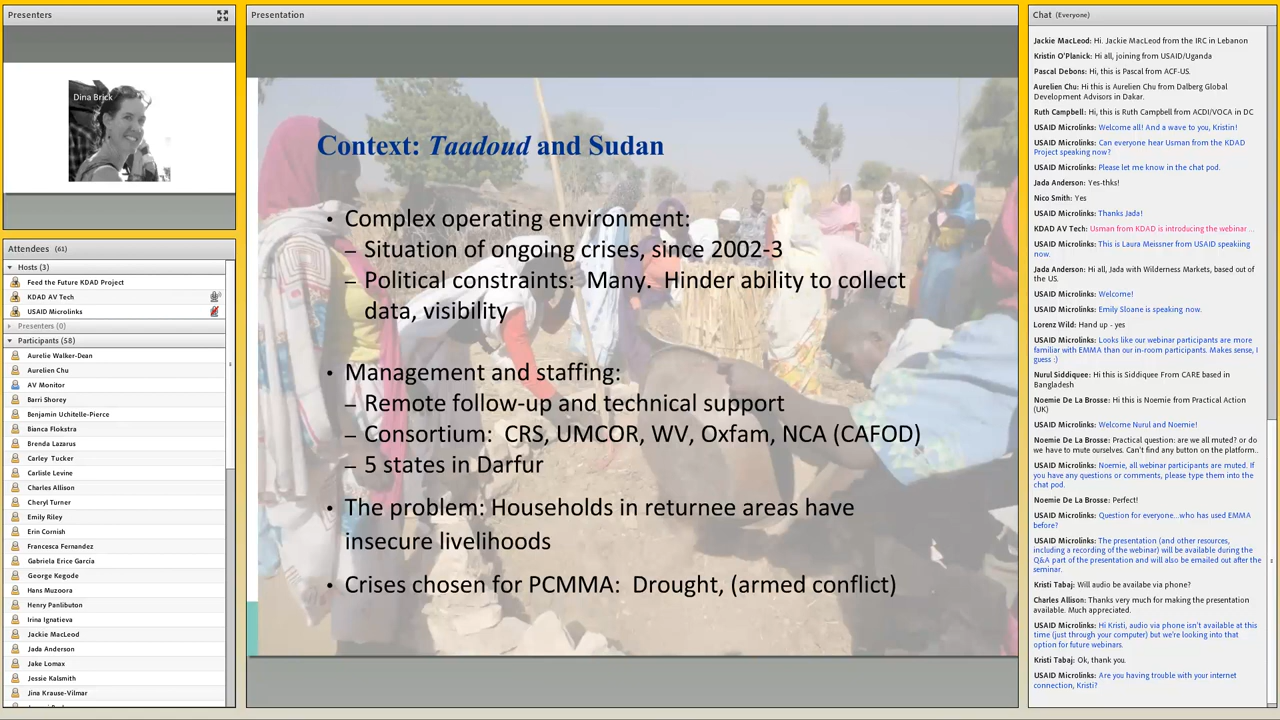 Presenters
Dina Brick
Attendees (61)
Hosts (3)
Feed the Future KDAD Project
KDAD AV Tech
USAID Microlinks
Presenters (0)
Participants (58)
Aurelie Walker-Dean
Aurelien Chu
AV Monitor
Barri Shorey
Benjamin Uchitelle-Pierce
Bianca Flokstra
Brenda Lazarus
Carley Tucker
Carlisle Levine
Charles Allison
Cheryl Turner
Emily Riley
Erin Cornish
Francesca Fernandez
Gabriela Erice García
George Kegode
Hans Muzoora
Henry Panlibuton
Irina Ignatieva
Jackie MacLeod
Jada Anderson
Jake Lomax
Jessie Kalsmith
Jina Krause-Vilmar
Presentation
Context: Taadoud and Sudan
• Complex operating environment:
– Situation of ongoing crises, since 2002-3
– Political constraints: Many. Hinder ability to collect
data, visibility
• Management and staffing:
– Remote follow-up and technical support
– Consortium: CRS, UMCOR, WV, Oxfam, NCA (CAFOD)
– 5 states in Darfur
• The problem: Households in returnee areas have
insecure livelihoods
• Crises chosen for PCMMA: Drought, (armed conflict)
Chat (Everyone)
Jackie MacLeod: Hi. Jackie MacLeod from the IRC in Lebanon
Kristin O'Planick: Hi all, joining from USAID/Uganda
Pascal Debons: Hi, this is Pascal from ACF-US.
Aurelien Chu: Hi this is Aurelien Chu from Dalberg Global
Development Advisors in Dakar.
Ruth Campbell: Hi, this is Ruth Campbell from ACDI/VOCA in DC
USAID Microlinks: Welcome all! And a wave to you, Kristin!
USAID Microlinks: Can everyone hear Usman from the KDAD
Project speaking now?
USAID Microlinks: Please let me know in the chat pod.
Jada Anderson: Yes-thks!
Nico Smith: Yes
USAID Microlinks: Thanks Jada!
KDAD AV Tech: Usman from KDAD is introducing the webinar ...
USAID Microlinks: This is Laura Meissner from USAID speakiing
now.
Jada Anderson: Hi all, Jada with Wilderness Markets, based out of
the US.
USAID Microlinks: Welcome!
USAID Microlinks: Emily Sloane is speaking now.
Lorenz Wild: Hand up - yes
USAID Microlinks: Looks like our webinar participants are more
familiar with EMMA than our in-room participants. Makes sense, I
guess :)
Nurul Siddiquee: Hi this is Siddiquee From CARE based in
Bangladesh
Noemie De La Brosse: Hi this is Noemie from Practical Action
(UK)
USAID Microlinks: Welcome Nurul and Noemie!
Noemie De La Brosse: Practical question: are we all muted? or do
we have to mute ourselves. Can't find any button on the platform..
USAID Microlinks: Noemie, all webinar participants are muted. If
you have any questions or comments, please type them into the
chat pod.
Noemie De La Brosse: Perfect!
USAID Microlinks: Question for everyone...who has used EMMA
before?
USAID Microlinks: The presentation (and other resources,
including a recording of the webinar) will be available during the
Q&A part of the presentation and will also be emailed out after the
seminar.
Kristi Tabaj: Will audio be availabe via phone?
Charles Allison: Thanks very much for making the presentation
available. Much appreciated.
USAID Microlinks: Hi Kristi, audio via phone isn't available at this
time (just through your computer) but we're looking into that
option for future webinars.
Kristi Tabaj: Ok, thank you.
USAID Microlinks: Are you having trouble with your internet
connection, Kristi?